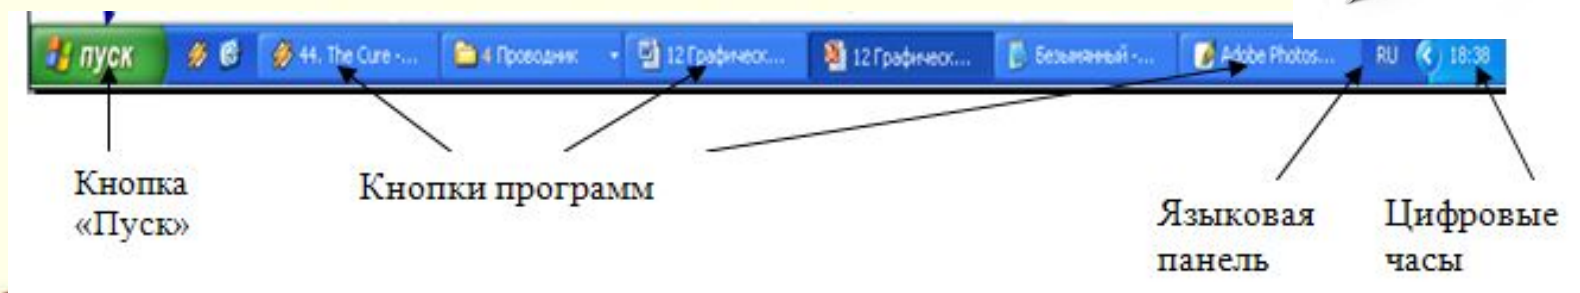 пуск
44. The Cure -...
4 Проводник
12 Графическ...
12 Графическ...
Безымянный -...
Adobe Photos...
RU
18:38
Кнопка
«Пуск»
Кнопки программ
Языковая
панель
Цифровые
часы